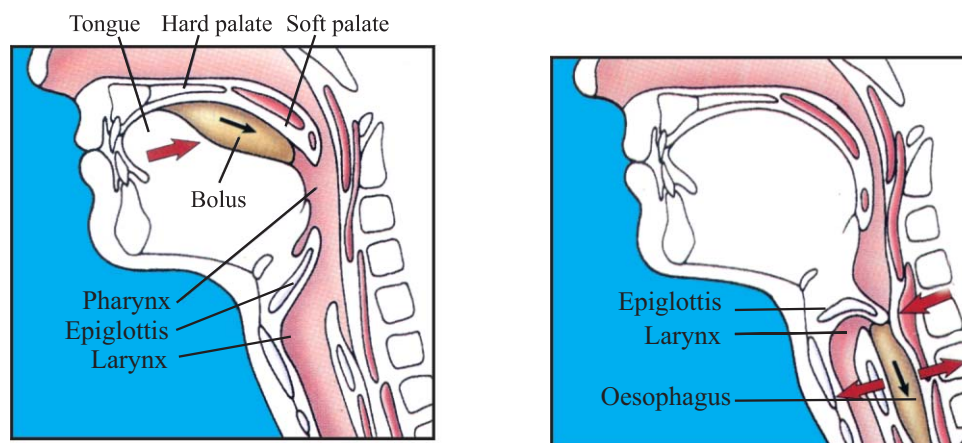 Tongue Hard palate Soft palate
Bolus
Pharynx
Epiglottis
Larynx
Epiglottis
Larynx
Oesophagus